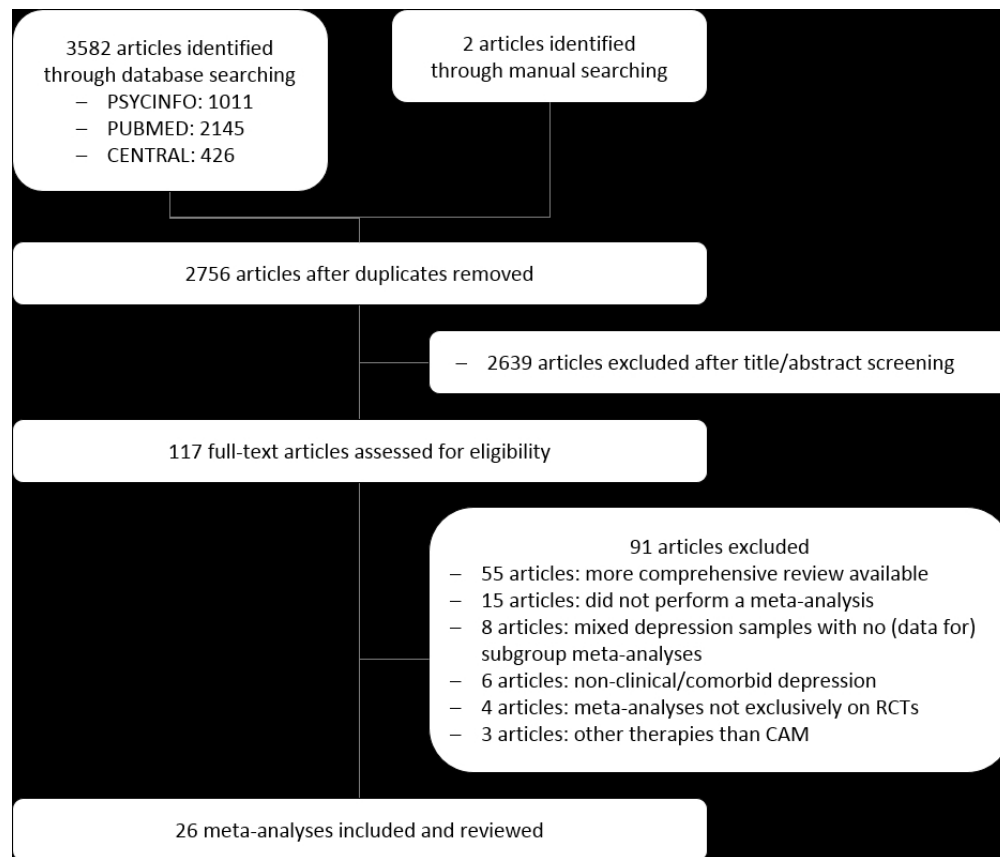 3582 articles identified
through database searching
– PSYCINFO: 1011
– PUBMED: 2145
– CENTRAL: 426
2 articles identified
through manual searching
2756 articles after duplicates removed
– 2639 articles excluded after title/abstract screening
117 full-text articles assessed for eligibility
91 articles excluded
– 55 articles: more comprehensive review available
– 15 articles: did not perform a meta-analysis
– 8 articles: mixed depression samples with no (data for)
subgroup meta-analyses
– 6 articles: non-clinical/comorbid depression
– 4 articles: meta-analyses not exclusively on RCTs
– 3 articles: other therapies than CAM
26 meta-analyses included and reviewed